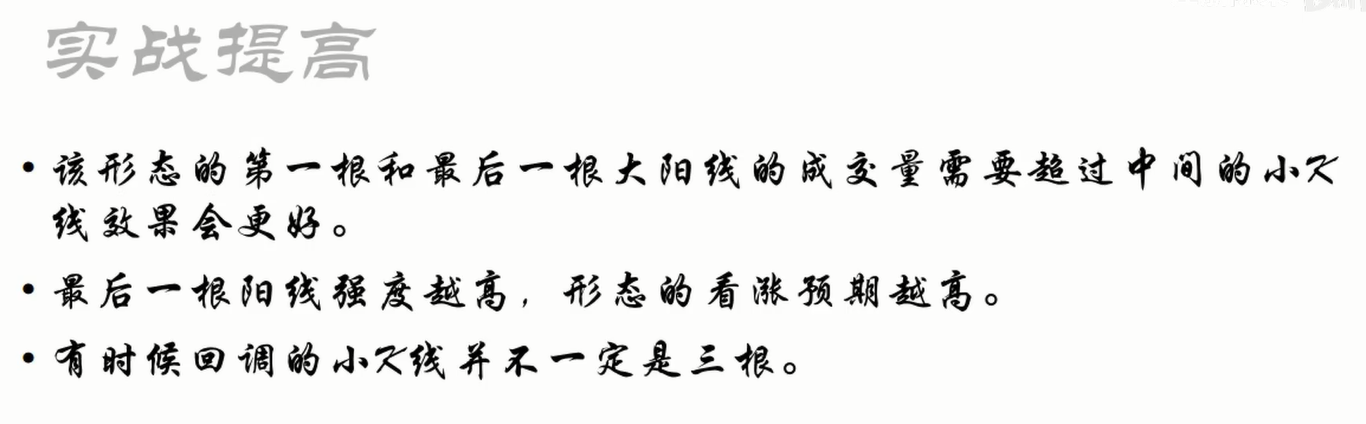 实战提高
• 该形态的第一根和最后一根大阳线的成交量需要超过中间的小K
线效果会更好。
• 最后一根阳线强度越高，形态的看涨预期越高。
• 有时候回调的小K线并不一定是三根。